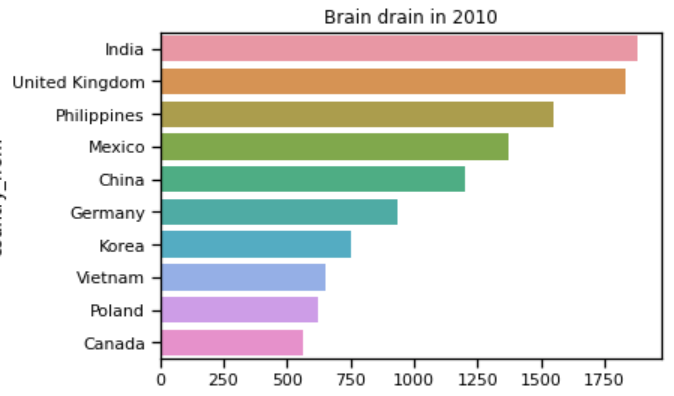 Brain drain in 2010
India
United Kingdom
Philippines
Mexico
China
Germany
Korea
Vietnam
Poland
Canada
0 250 500 750 1000 1250 1500 1750